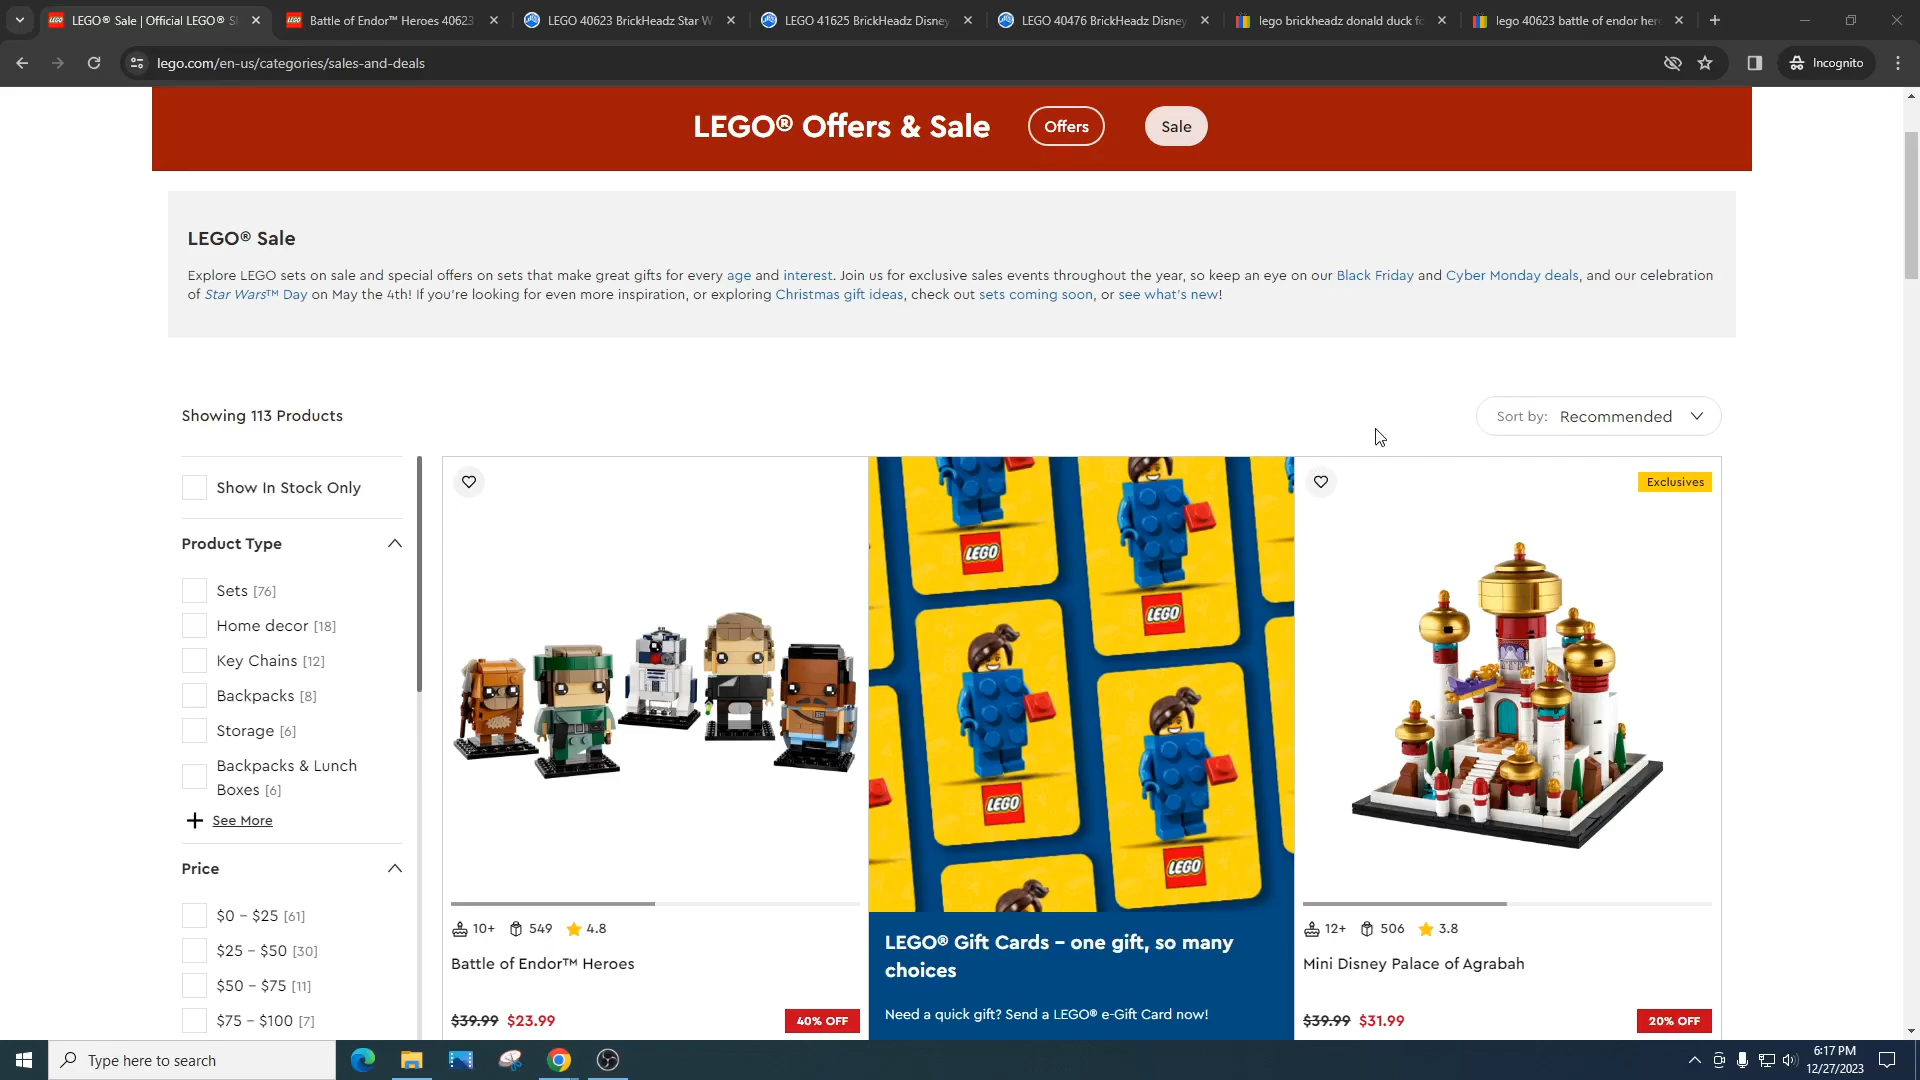 LEGO® Sale | Official LEGO® S
Battle of Endor™ Heroes 40623
LEGO 40623 BrickHeadz Star W
LEGO 41625 BrickHeadz Disney
LEGO 40476 BrickHeadz Disney
lego brickheadz donald duck fo
lego 40623 battle of endor her
lego.com/en-us/categories/sales-and-deals
Incognito
LEGO® Offers & Sale
Offers
Sale
LEGO® Sale
Explore LEGO sets on sale and special offers on sets that make great gifts for every age and interest. Join us for exclusive sales events throughout the year, so keep an eye on our Black Friday and Cyber Monday deals, and our celebration
of Star Wars™ Day on May the 4th! If you're looking for even more inspiration, or exploring Christmas gift ideas, check out sets coming soon, or see what's new!
Showing 113 Products
Sort by: Recommended
Show In Stock Only
Product Type
Sets [76]
Home decor [18]
Key Chains [12]
Backpacks [8]
Storage [6]
Backpacks & Lunch
Boxes [6]
See More
Price
$0 – $25 [61]
$25 – $50 [30]
$50 – $75 [11]
$75 – $100 [7]
10+ 549 4.8
Battle of Endor™ Heroes
$39.99 $23.99
40% OFF
LEGO
LEGO
LEGO
LEGO
LEGO® Gift Cards – one gift, so many
choices
Need a quick gift? Send a LEGO® e-Gift Card now!
Exclusives
12+ 506 3.8
Mini Disney Palace of Agrabah
$39.99 $31.99
20% OFF
Type here to search
6:17 PM
12/27/2023